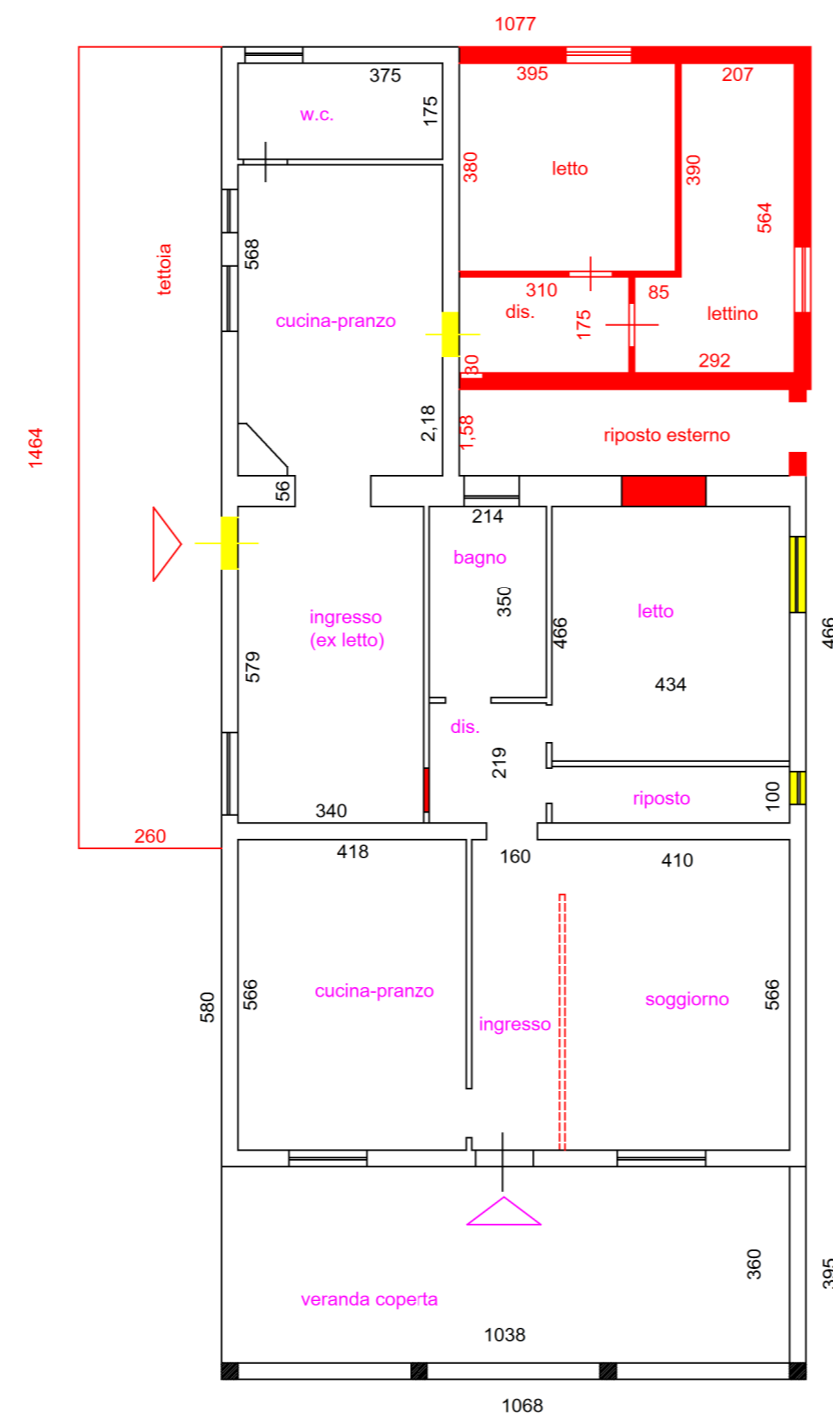 1077
375
395
207
w.c.
175
380
letto
390
564
tettoia
568
cucina-pranzo
310
dis.
175
85
lettino
30
292
2,18
1,58
riposto esterno
1464
56
214
bagno
350
letto
466
466
ingresso
(ex letto)
579
434
dis.
219
riposto
100
260
340
418
160
410
580
566
cucina-pranzo
ingresso
soggiorno
566
360
395
veranda coperta
1038
1068